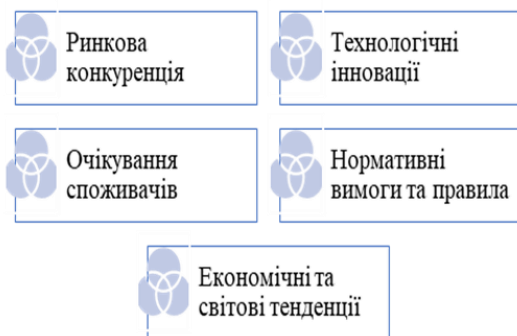 Ринкова
конкуренція
Технологічні
інновації
Очікування
споживачів
Нормативні
вимоги та правила
Економічні та
світові тенденції